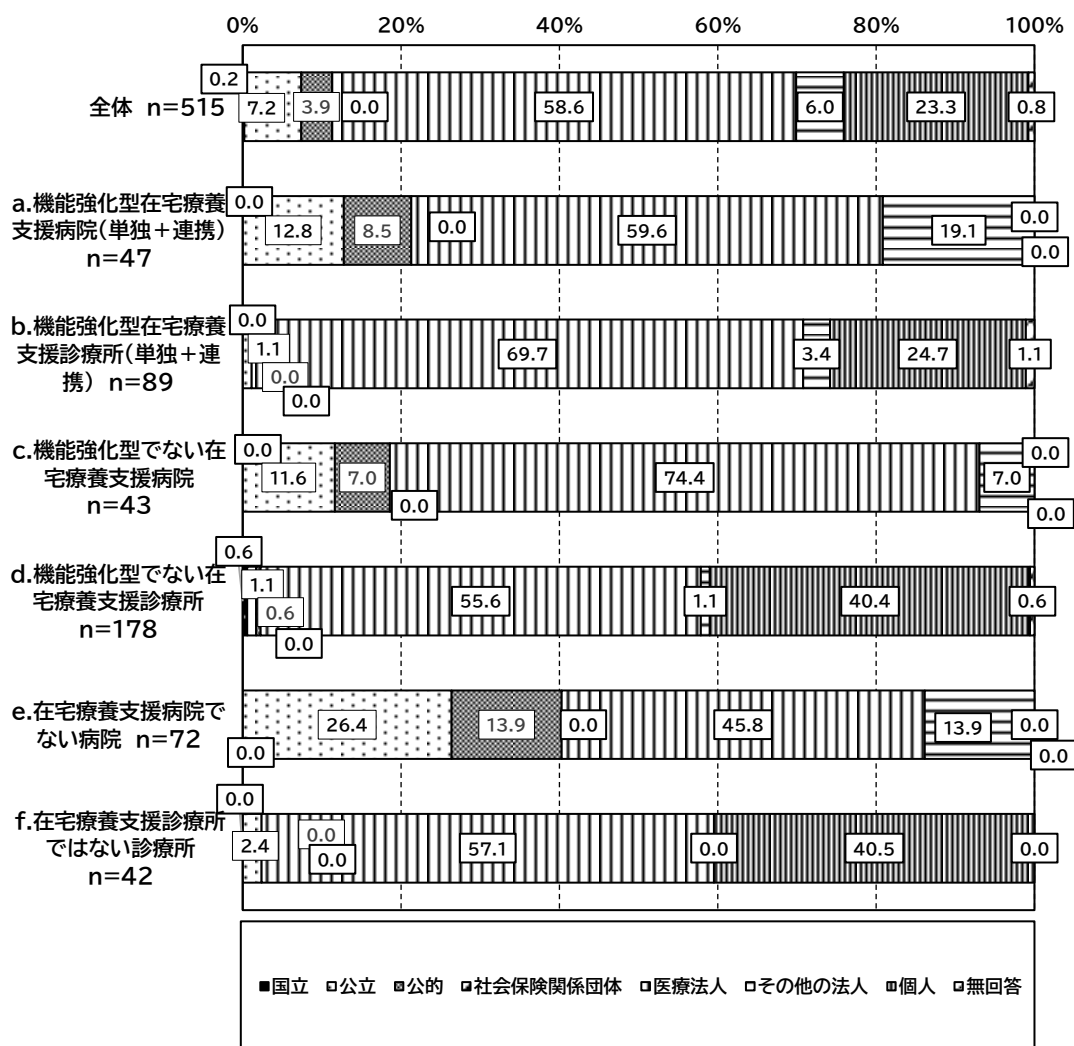 0% 20% 40% 60% 80% 100%
全体 n=515
0.2 7.2 3.9 0.0 58.6 6.0 23.3 0.8
a.機能強化型在宅療養
支援病院(単独+連携)
n=47
0.0 12.8 8.5 0.0 59.6 19.1 0.0 0.0
b.機能強化型在宅療養
支援診療所(単独+連
携) n=89
0.0 1.1 0.0 0.0 69.7 3.4 24.7 1.1
c.機能強化型でない在
宅療養支援病院
n=43
0.0 11.6 7.0 0.0 74.4 7.0 0.0 0.0
d.機能強化型でない在
宅療養支援診療所
n=178
0.6 1.1 0.6 0.0 55.6 1.1 40.4 0.6
e.在宅療養支援病院で
ない病院 n=72
0.0 26.4 13.9 0.0 45.8 13.9 0.0 0.0
f.在宅療養支援診療所
ではない診療所
n=42
0.0 2.4 0.0 0.0 57.1 0.0 40.5 0.0
国立 公立 公的 社会保険関係団体 医療法人 その他の法人 個人 無回答